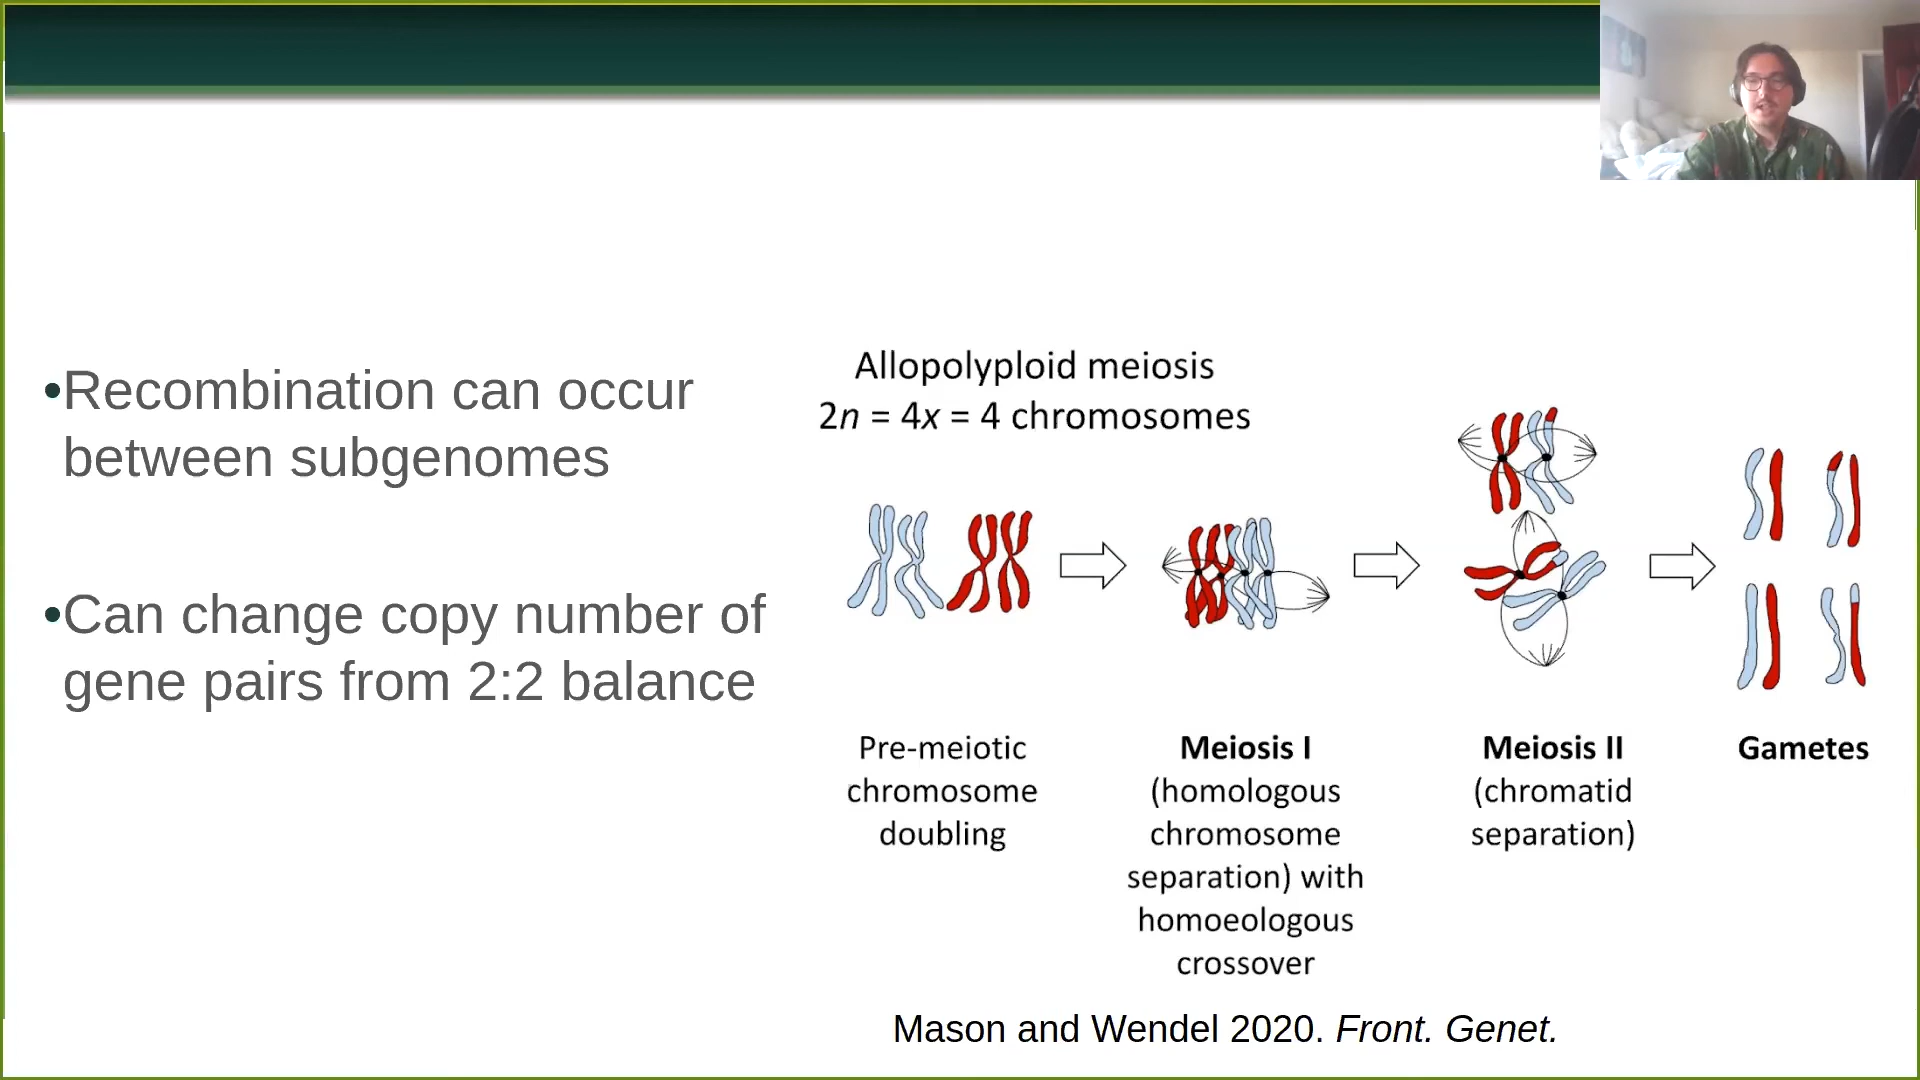 •Recombination can occur
between subgenomes
•Can change copy number of
gene pairs from 2:2 balance
Allopolyploid meiosis
2n = 4x = 4 chromosomes
Pre-meiotic
chromosome
doubling
Meiosis I
(homologous
chromosome
separation) with
homoeologous
crossover
Meiosis II
(chromatid
separation)
Gametes
Mason and Wendel 2020. Front. Genet.